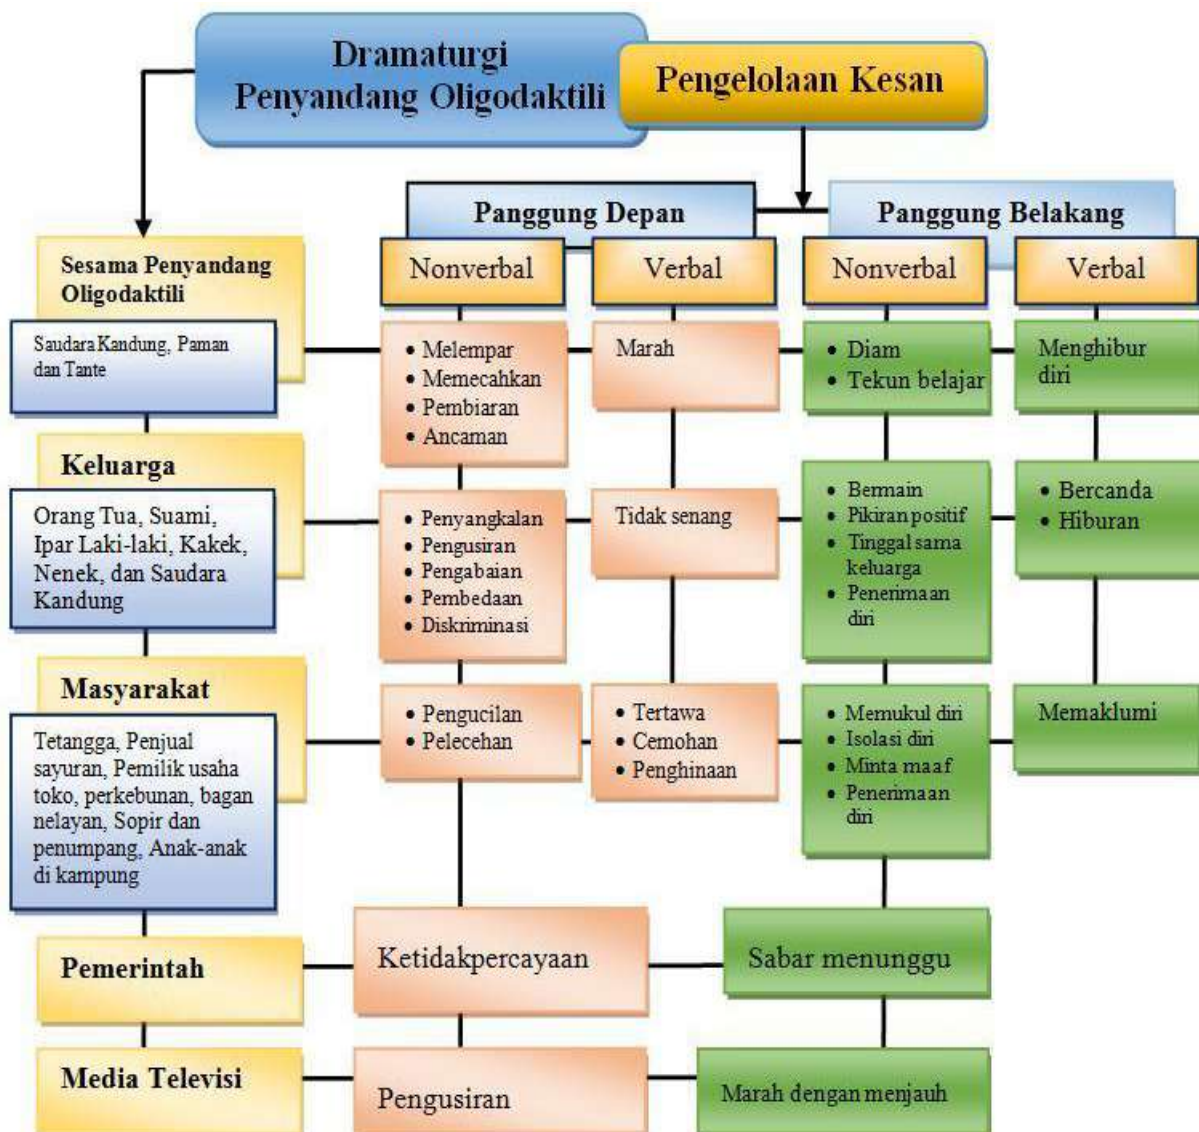 Dramaturgi
Penyandang Oligodaktili
Pengelolaan Kesan
Panggung Depan
Panggung Belakang
Nonverbal
Verbal
Nonverbal
Verbal
Sesama Penyandang
Oligodaktili
Saudara Kandung, Paman
dan Tante
• Melempar
• Memecahkan
• Pembiaran
• Ancaman
Marah
• Diam
• Tekun belajar
Menghibur
diri
Keluarga
Orang Tua, Suami,
Ipar Laki-laki, Kakek,
Nenek, dan Saudara
Kandung
• Penyangkalan
• Pengusiran
• Pengabaian
• Pembedaan
• Diskriminasi
Tidak senang
• Bermain
• Pikiran positif
• Tinggal sama
keluarga
• Penerimaan
diri
• Bercanda
• Hiburan
Masyarakat
Tetangga, Penjual
sayuran, Pemilik usaha
toko, perkebunan, bagan
nelayan, Sopir dan
penumpang, Anak-anak
di kampung
• Pengucilan
• Pelecehan
• Tertawa
• Cemohan
• Penghinaan
• Memukul diri
• Isolasi diri
• Minta maaf
• Penerimaan
diri
Memaklumi
Pemerintah
Ketidakpercayaan
Sabar menunggu
Media Televisi
Pengusiran
Marah dengan menjauh